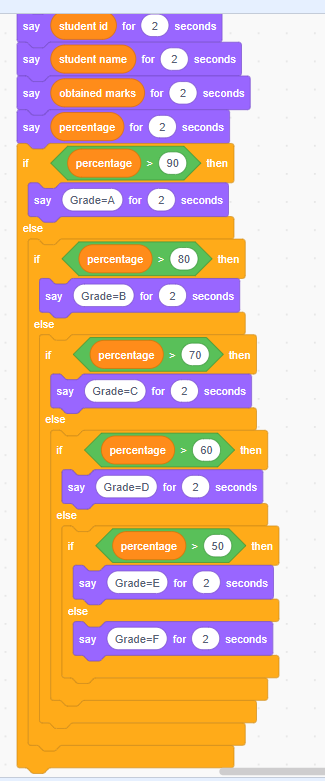 say student id for 2 seconds
say student name for 2 seconds
say obtained marks for 2 seconds
say percentage for 2 seconds
if percentage > 90 then
say Grade=A for 2 seconds
else
if percentage > 80 then
say Grade=B for 2 seconds
else
if percentage > 70 then
say Grade=C for 2 seconds
else
if percentage > 60 then
say Grade=D for 2 seconds
else
if percentage > 50 then
say Grade=E for 2 seconds
else
say Grade=F for 2 seconds